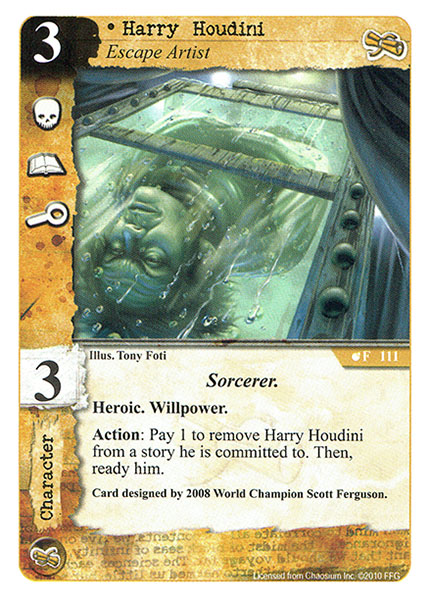 3
• Harry Houdini
Escape Artist
Illus. Tony Foti
F 111
3
Character
Sorcerer.
Heroic. Willpower.
Action: Pay 1 to remove Harry Houdini
from a story he is committed to. Then,
ready him.
Card designed by 2008 World Champion Scott Ferguson.
Licensed from Chaosium Inc. ©2010 FFG